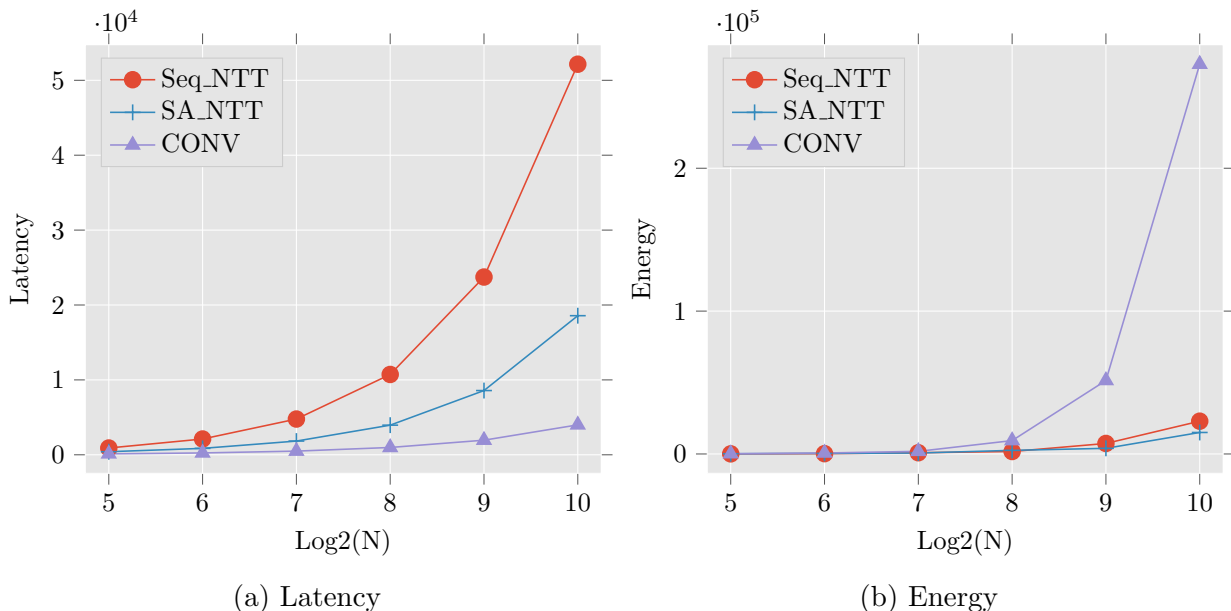 ·10^4
5
4
3
2
1
0
Latency
Seq_NTT
SA_NTT
CONV
5 6 7 8 9 10
Log2(N)
(a) Latency
·10^5
2
1
0
Energy
Seq_NTT
SA_NTT
CONV
5 6 7 8 9 10
Log2(N)
(b) Energy